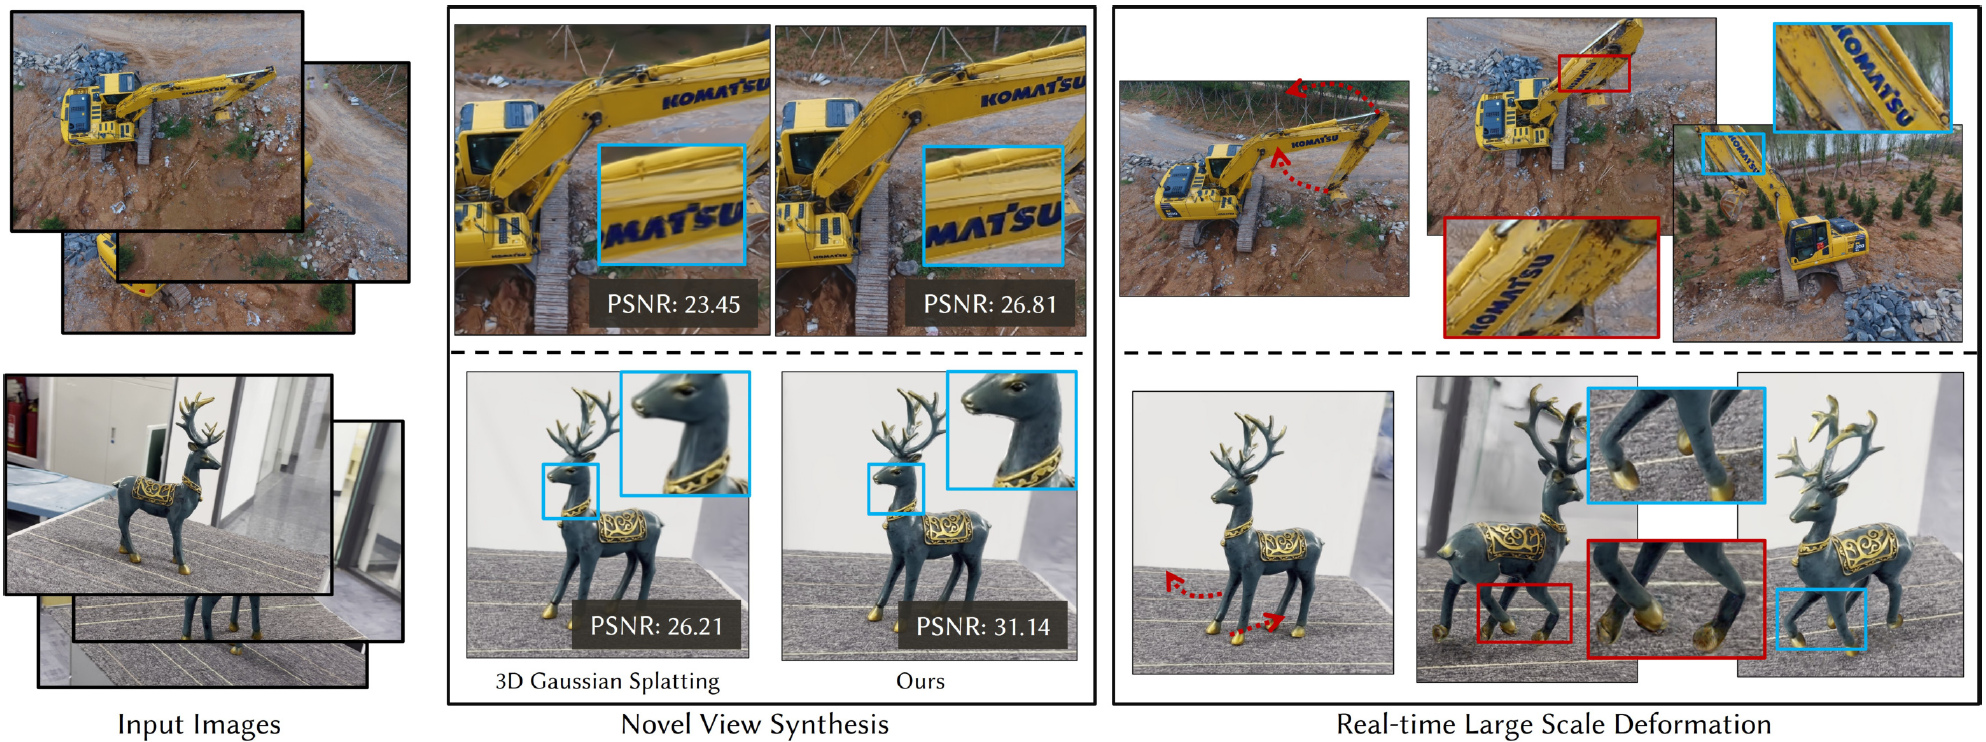 KOMATSU
MATSU
PSNR: 23.45
KOMATSU
MATSU
PSNR: 26.81
KOMATSU
KOMATSU
KOMATSU
KOMATSU
KOMATSU
PSNR: 26.21
PSNR: 31.14
3D Gaussian Splatting
Ours
Input Images
Novel View Synthesis
Real-time Large Scale Deformation